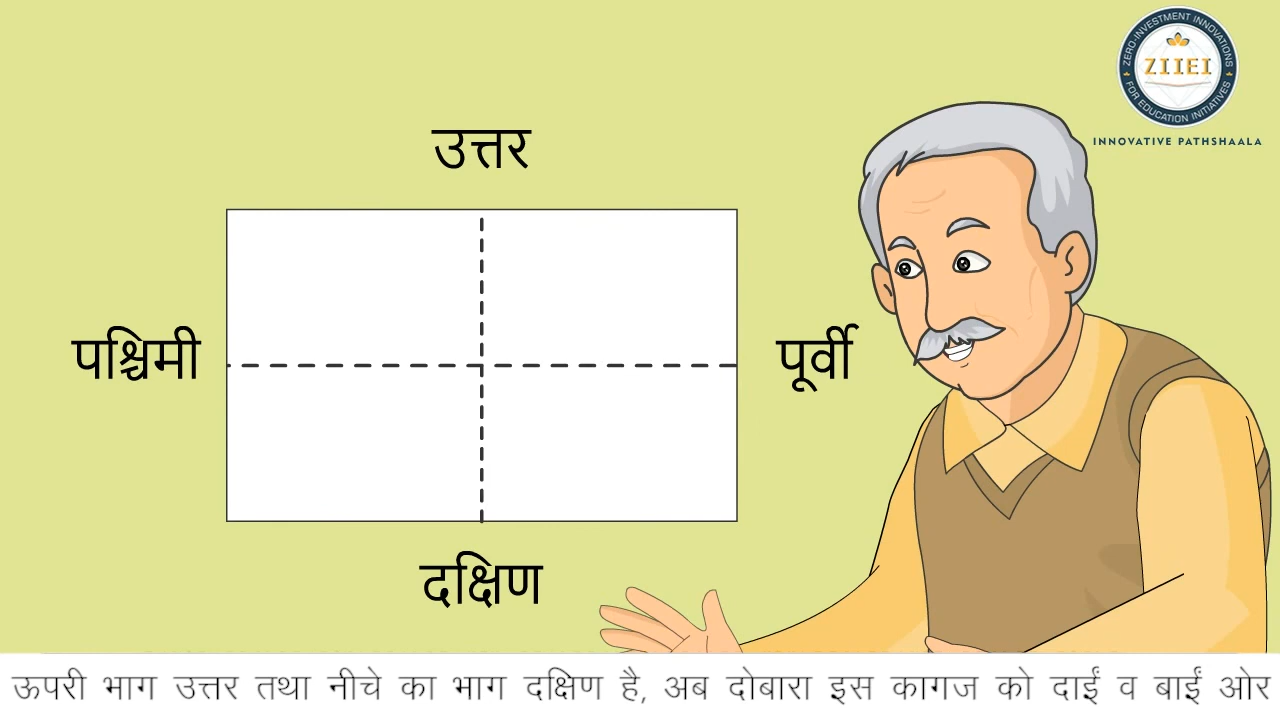 ZERO-INVESTMENT INNOVATIONS
ZIIEI
FOR EDUCATION INITIATIVES
INNOVATIVE PATHSHAALA
उत्तर
पश्चिमी
पूर्वी
दक्षिण
ऊपरी भाग उत्तर तथा नीचे का भाग दक्षिण है, अब दोबारा इस कागज को दाईं व बाईं ओर